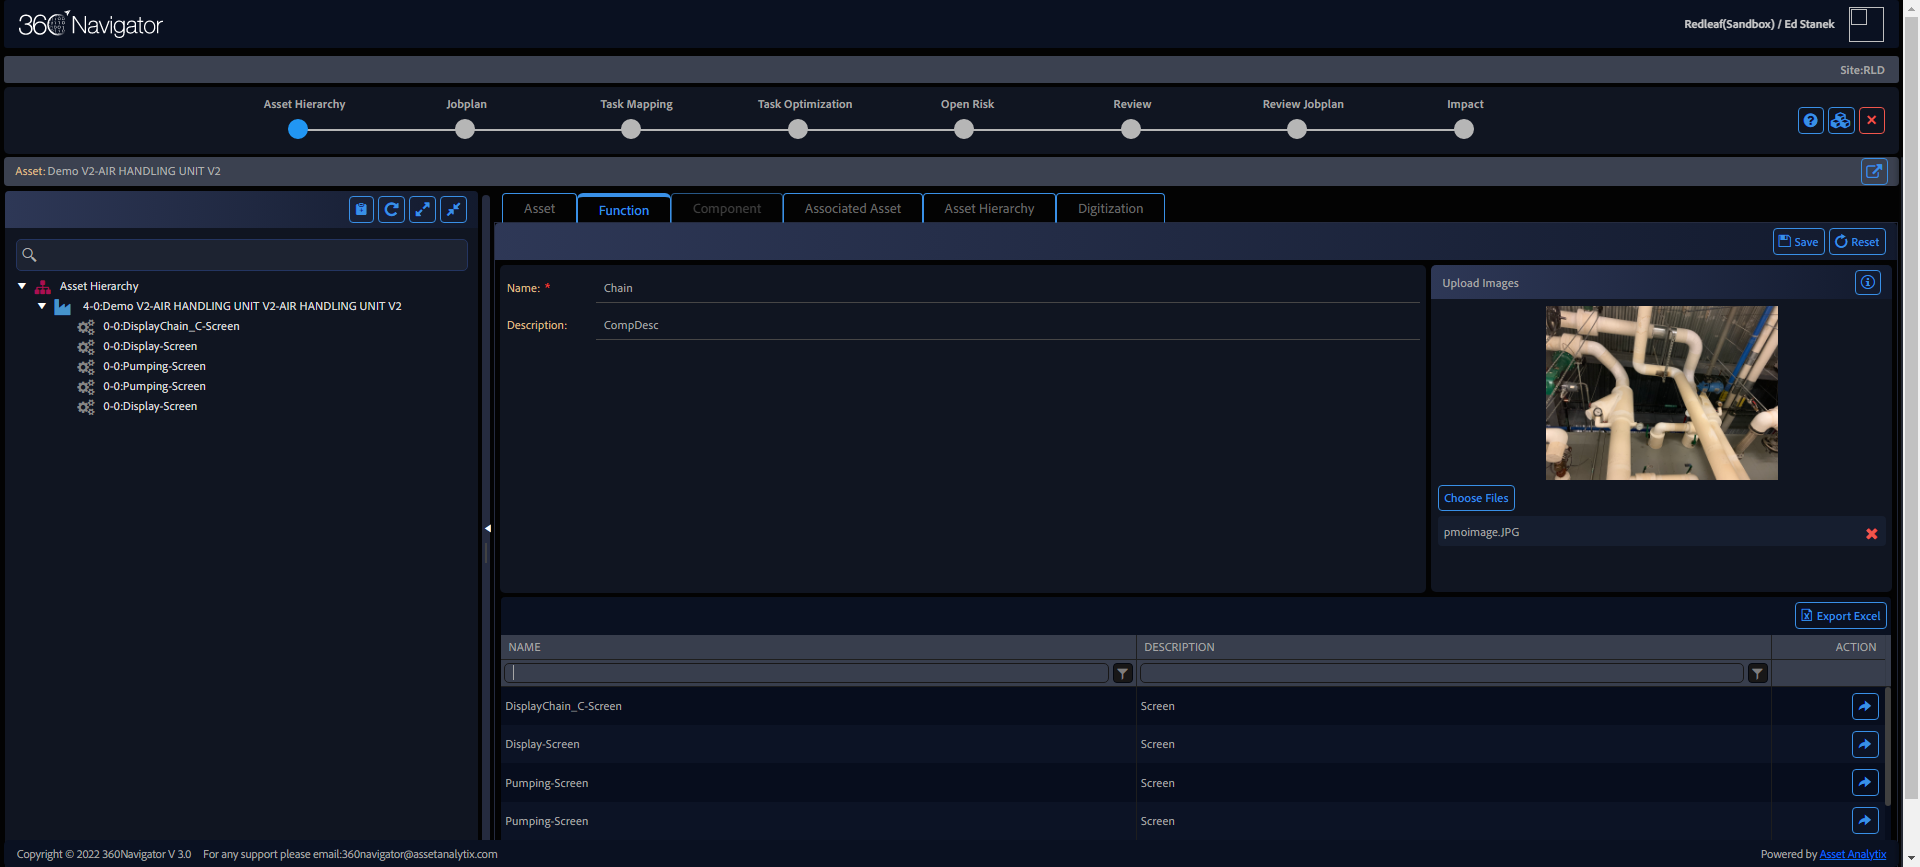 360 Navigator
Redleaf(Sandbox) / Ed Stanek
Site:RLD
Asset Hierarchy Jobplan Task Mapping Task Optimization Open Risk Review Review Jobplan Impact
Asset: Demo V2-AIR HANDLING UNIT V2
Asset Function Component Associated Asset Asset Hierarchy Digitization
Save Reset
Asset Hierarchy
4-0:Demo V2-AIR HANDLING UNIT V2-AIR HANDLING UNIT V2
0-0:DisplayChain_C-Screen
0-0:Display-Screen
0-0:Pumping-Screen
0-0:Pumping-Screen
0-0:Display-Screen
Name: * Chain
Description: CompDesc
Upload Images
Choose Files
pmoimage.JPG
Export Excel
NAME DESCRIPTION ACTION
DisplayChain_C-Screen Screen
Display-Screen Screen
Pumping-Screen Screen
Pumping-Screen Screen
Copyright © 2022 360Navigator V 3.0 For any support please email:360navigator@assetanalytix.com Powered by Asset Analytix